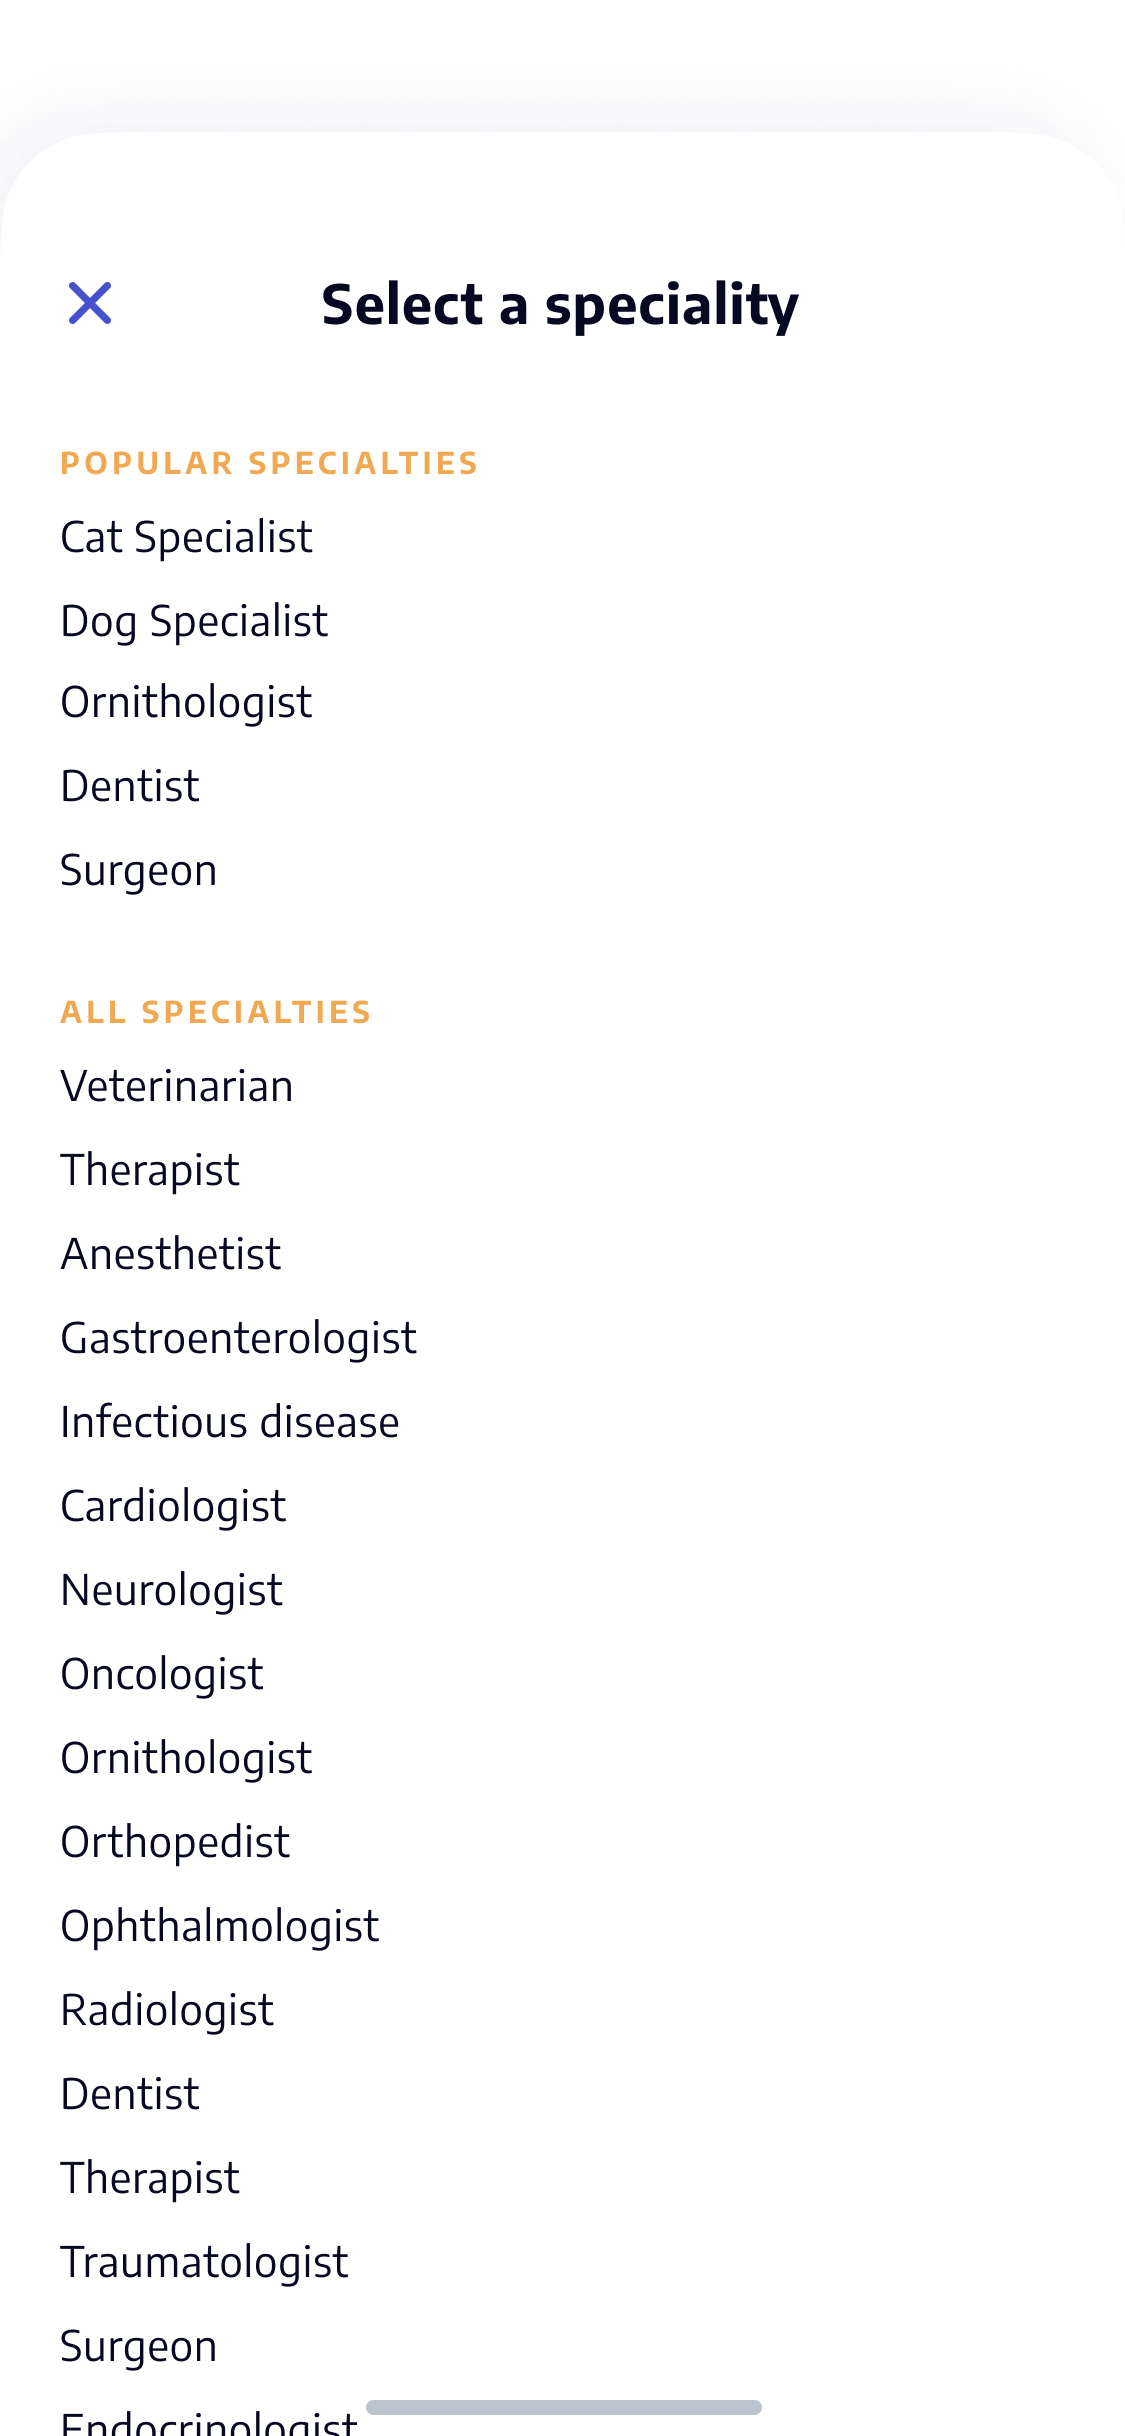 Select a speciality
POPULAR SPECIALTIES
Cat Specialist
Dog Specialist
Ornithologist
Dentist
Surgeon
ALL SPECIALTIES
Veterinarian
Therapist
Anesthetist
Gastroenterologist
Infectious disease
Cardiologist
Neurologist
Oncologist
Ornithologist
Orthopedist
Ophthalmologist
Radiologist
Dentist
Therapist
Traumatologist
Surgeon
Endocrinologist